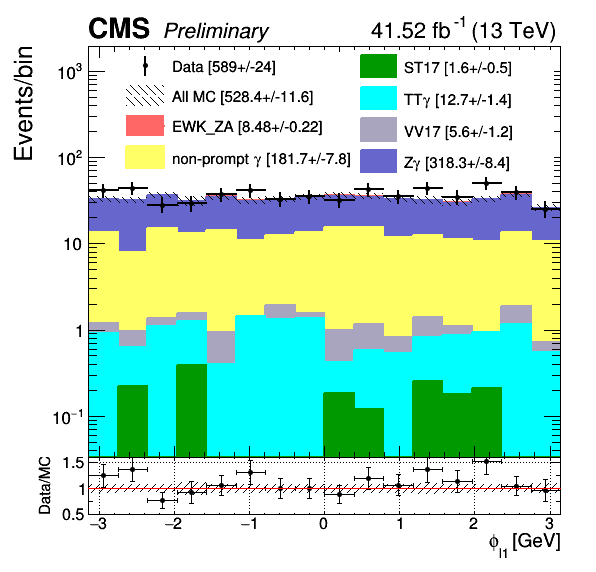 CMS Preliminary 41.52 fb⁻¹ (13 TeV)
Events/bin
10³
10²
10
1
10⁻¹
Data [589+/-24]
All MC [528.4+/-11.6]
EWK_ZA [8.48+/-0.22]
non-prompt γ [181.7+/-7.8]
ST17 [1.6+/-0.5]
TTγ [12.7+/-1.4]
VV17 [5.6+/-1.2]
Zγ [318.3+/-8.4]
Data/MC
1.5
1
0.5
−3 −2 −1 0 1 2 3
ϕ_l1 [GeV]